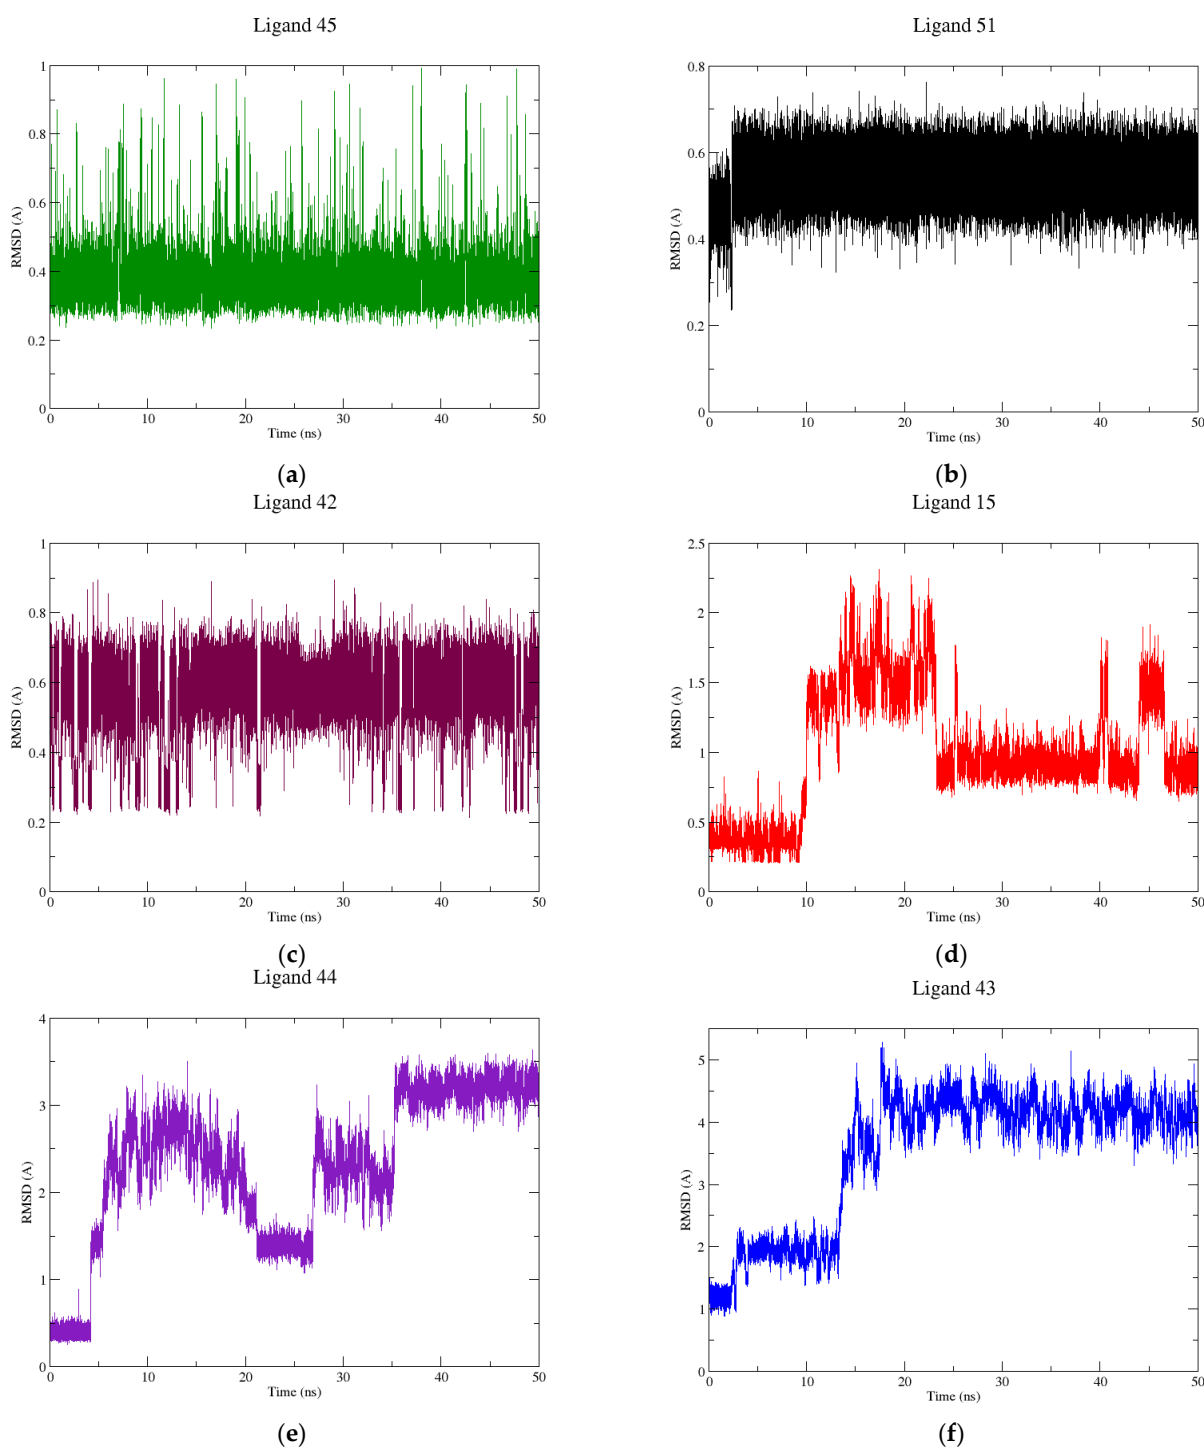 Ligand 45
1
0.8
0.6
0.4
0.2
0
RMSD (A)
0 10 20 30 40 50
Time (ns)
(a)
Ligand 51
0.8
0.6
0.4
0.2
0
RMSD (A)
0 10 20 30 40 50
Time (ns)
(b)
Ligand 42
1
0.8
0.6
0.4
0.2
0
RMSD (A)
0 10 20 30 40 50
Time (ns)
(c)
Ligand 15
2.5
2
1.5
1
0.5
0
RMSD (A)
0 10 20 30 40 50
Time (ns)
(d)
Ligand 44
4
3
2
1
0
RMSD (A)
0 10 20 30 40 50
Time (ns)
(e)
Ligand 43
5
4
3
2
1
0
RMSD (A)
0 10 20 30 40 50
Time (ns)
(f)